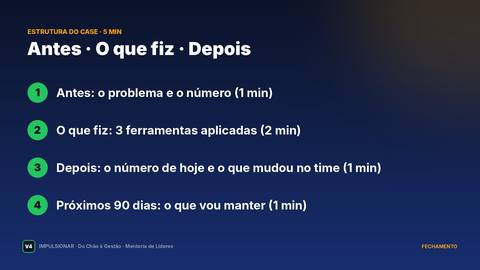 ESTRUTURA DO CASE · 5 MIN
Antes · O que fiz · Depois
1 Antes: o problema e o número (1 min)
2 O que fiz: 3 ferramentas aplicadas (2 min)
3 Depois: o número de hoje e o que mudou no time (1 min)
4 Próximos 90 dias: o que vou manter (1 min)
V4 IMPULSIONAR · Do Chão à Gestão · Mentoria de Líderes
FECHAMENTO